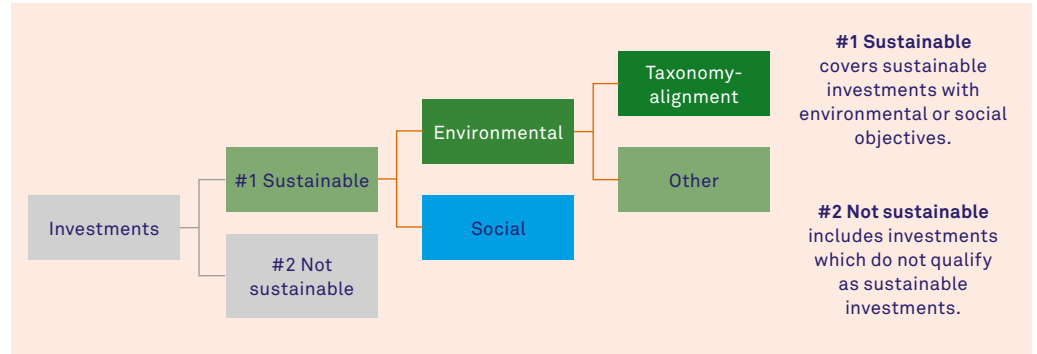 Investments
#1 Sustainable
#2 Not
sustainable
Environmental
Social
Taxonomy-
alignment
Other
#1 Sustainable
covers sustainable
investments with
environmental or social
objectives.
#2 Not sustainable
includes investments
which do not qualify
as sustainable
investments.